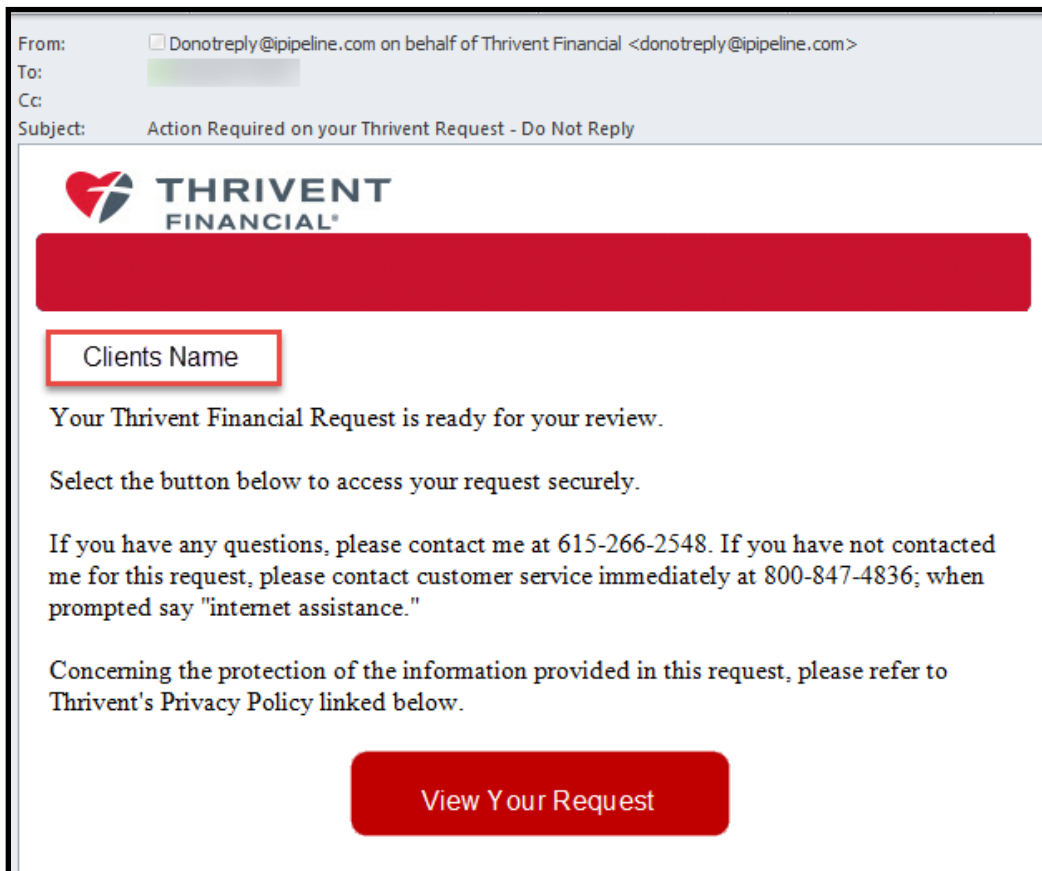 From: Donotreply@ipipeline.com on behalf of Thrivent Financial <donotreply@ipipeline.com>
To:
Cc:
Subject: Action Required on your Thrivent Request - Do Not Reply
THRIVENT
FINANCIAL®
Clients Name
Your Thrivent Financial Request is ready for your review.
Select the button below to access your request securely.
If you have any questions, please contact me at 615-266-2548. If you have not contacted
me for this request, please contact customer service immediately at 800-847-4836; when
prompted say "internet assistance."
Concerning the protection of the information provided in this request, please refer to
Thrivent's Privacy Policy linked below.
View Your Request